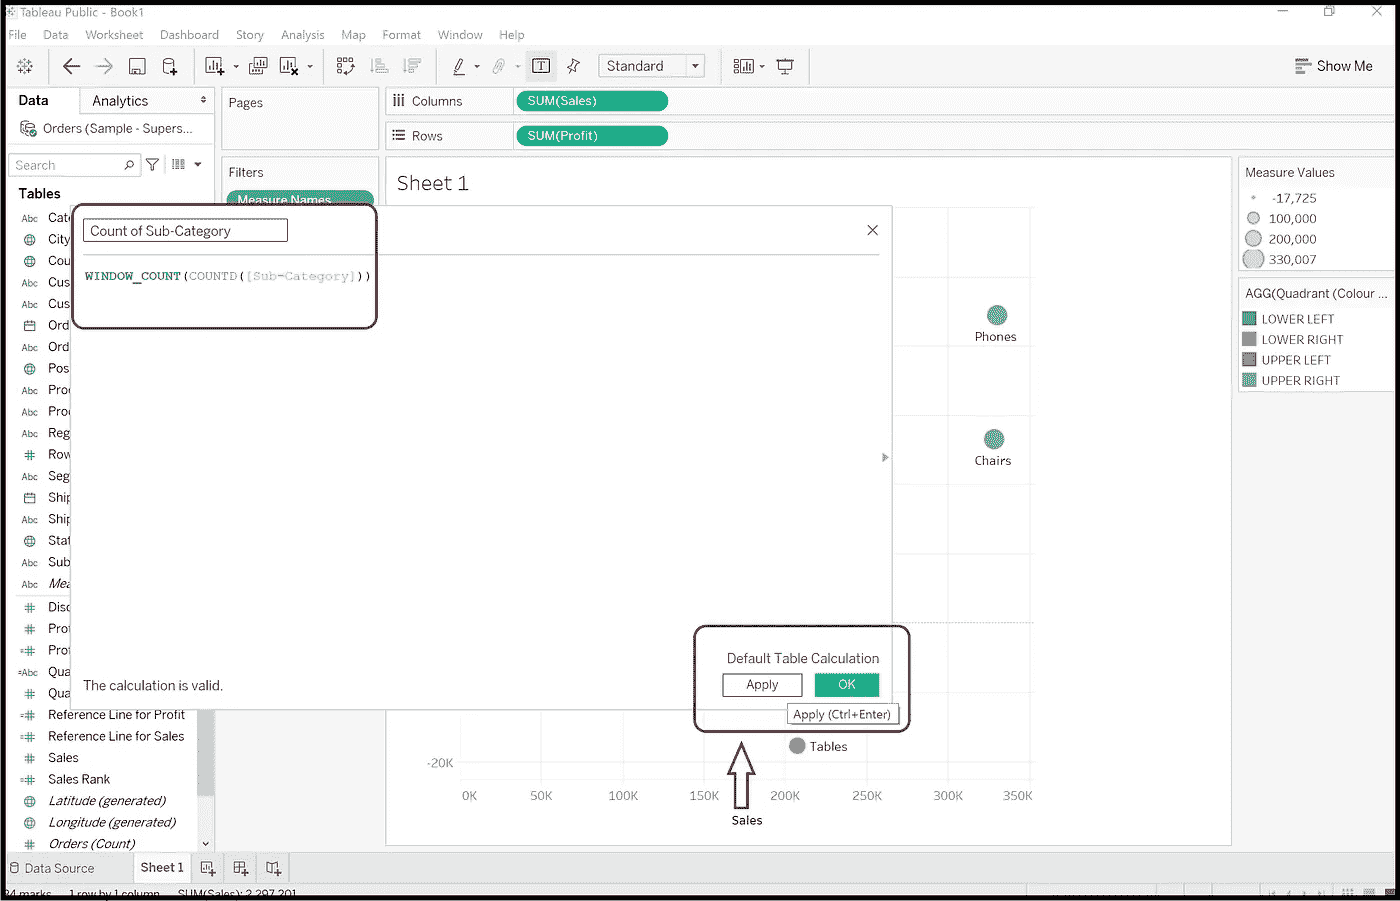 Tableau Public - Book1
File Data Worksheet Dashboard Story Analysis Map Format Window Help
Standard
Show Me
Data
Analytics
Orders (Sample - Supers...
Search
Tables
Abc Cate
City
Cou
Abc Cus
Abc Cus
Ord
Abc Ord
Pos
Abc Proc
Abc Proc
Abc Reg
Row
Abc Seg
Ship
Abc Ship
Stat
Abc Sub
Abc Mea
Disc
Prof
Prof
=Abc Qua
Qua
Reference Line for Profit
Reference Line for Sales
Sales
Sales Rank
Latitude (generated)
Longitude (generated)
Orders (Count)
Pages
Filters
Measure Names
Columns
SUM(Sales)
Rows
SUM(Profit)
Sheet 1
Count of Sub-Category
WINDOW_COUNT(COUNTD([Sub-Category]))
The calculation is valid.
Default Table Calculation
Apply
OK
Apply (Ctrl+Enter)
Phones
Chairs
Tables
-20K
0K 50K 100K 150K 200K 250K 300K 350K
Sales
Measure Values
-17,725
100,000
200,000
330,007
AGG(Quadrant (Colour ...
LOWER LEFT
LOWER RIGHT
UPPER LEFT
UPPER RIGHT
Data Source
Sheet 1
marks 1 row by 1 column SUM(Sales): 2,297,201